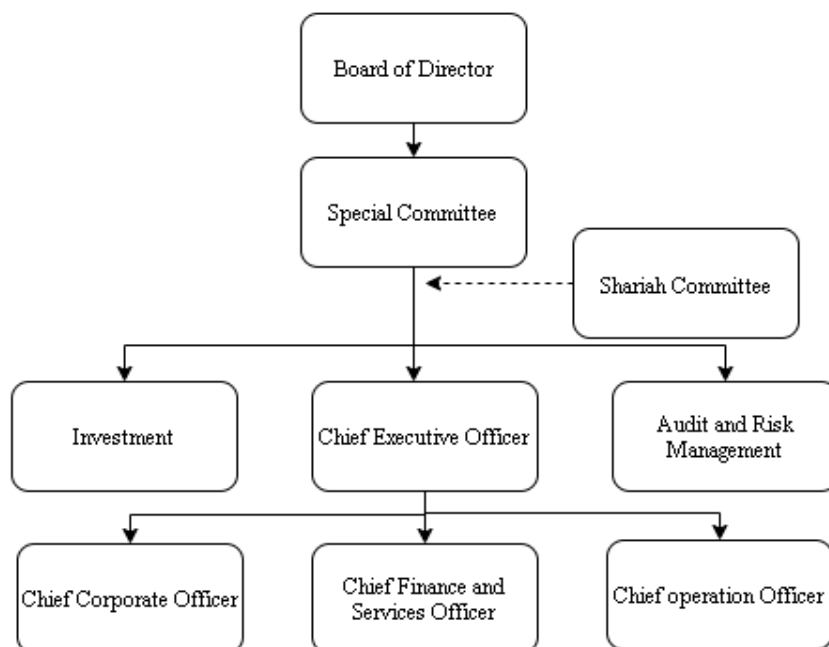 Board of Director
Special Committee
Shariah Committee
Investment
Chief Executive Officer
Audit and Risk
Management
Chief Corporate Officer
Chief Finance and
Services Officer
Chief operation Officer